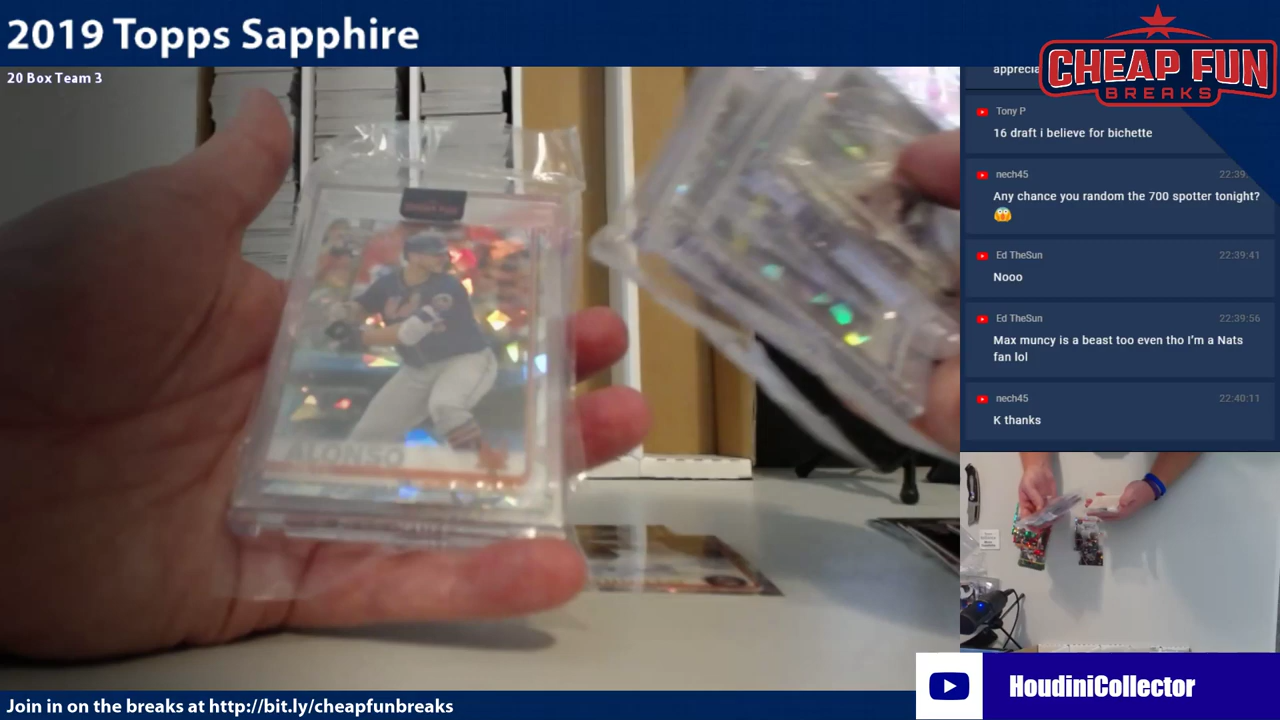 2019 Topps Sapphire
20 Box Team 3
CHEAP FUN
BREAKS
apprecia
Tony P
16 draft i believe for bichette
nech45 22:39:
Any chance you random the 700 spotter tonight?
😱
Ed TheSun 22:39:41
Nooo
Ed TheSun 22:39:56
Max muncy is a beast too even tho I'm a Nats
fan lol
nech45 22:40:11
K thanks
ALONSO
HoudiniCollector
Join in on the breaks at http://bit.ly/cheapfunbreaks